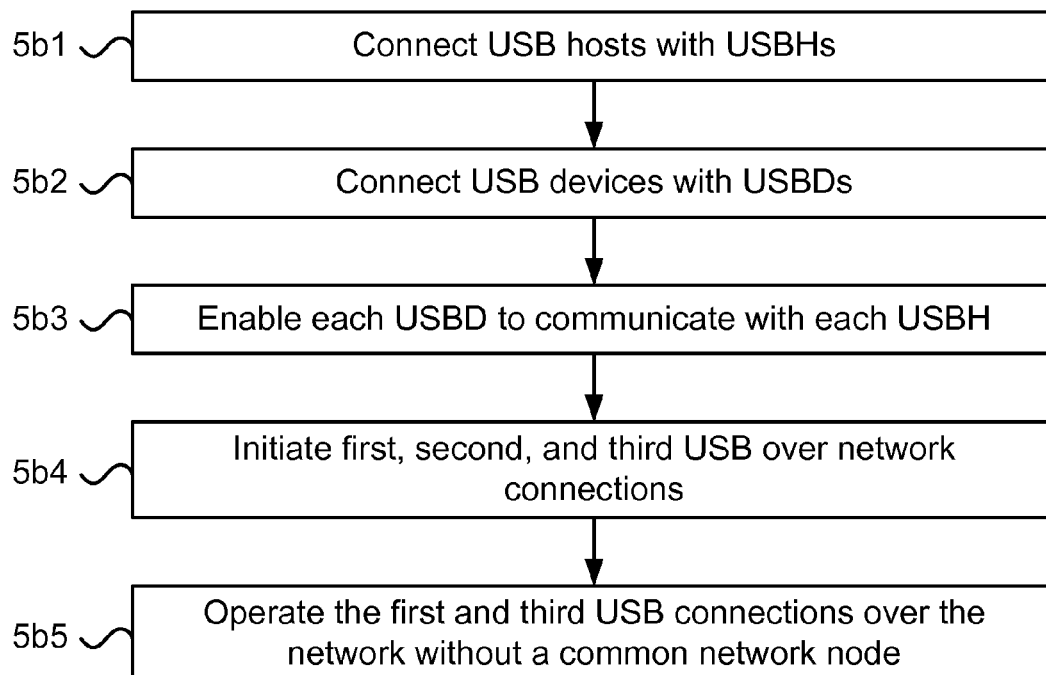 5b1 Connect USB hosts with USBHs
5b2 Connect USB devices with USBDs
5b3 Enable each USBD to communicate with each USBH
5b4 Initiate first, second, and third USB over network
connections
5b5 Operate the first and third USB connections over the
network without a common network node